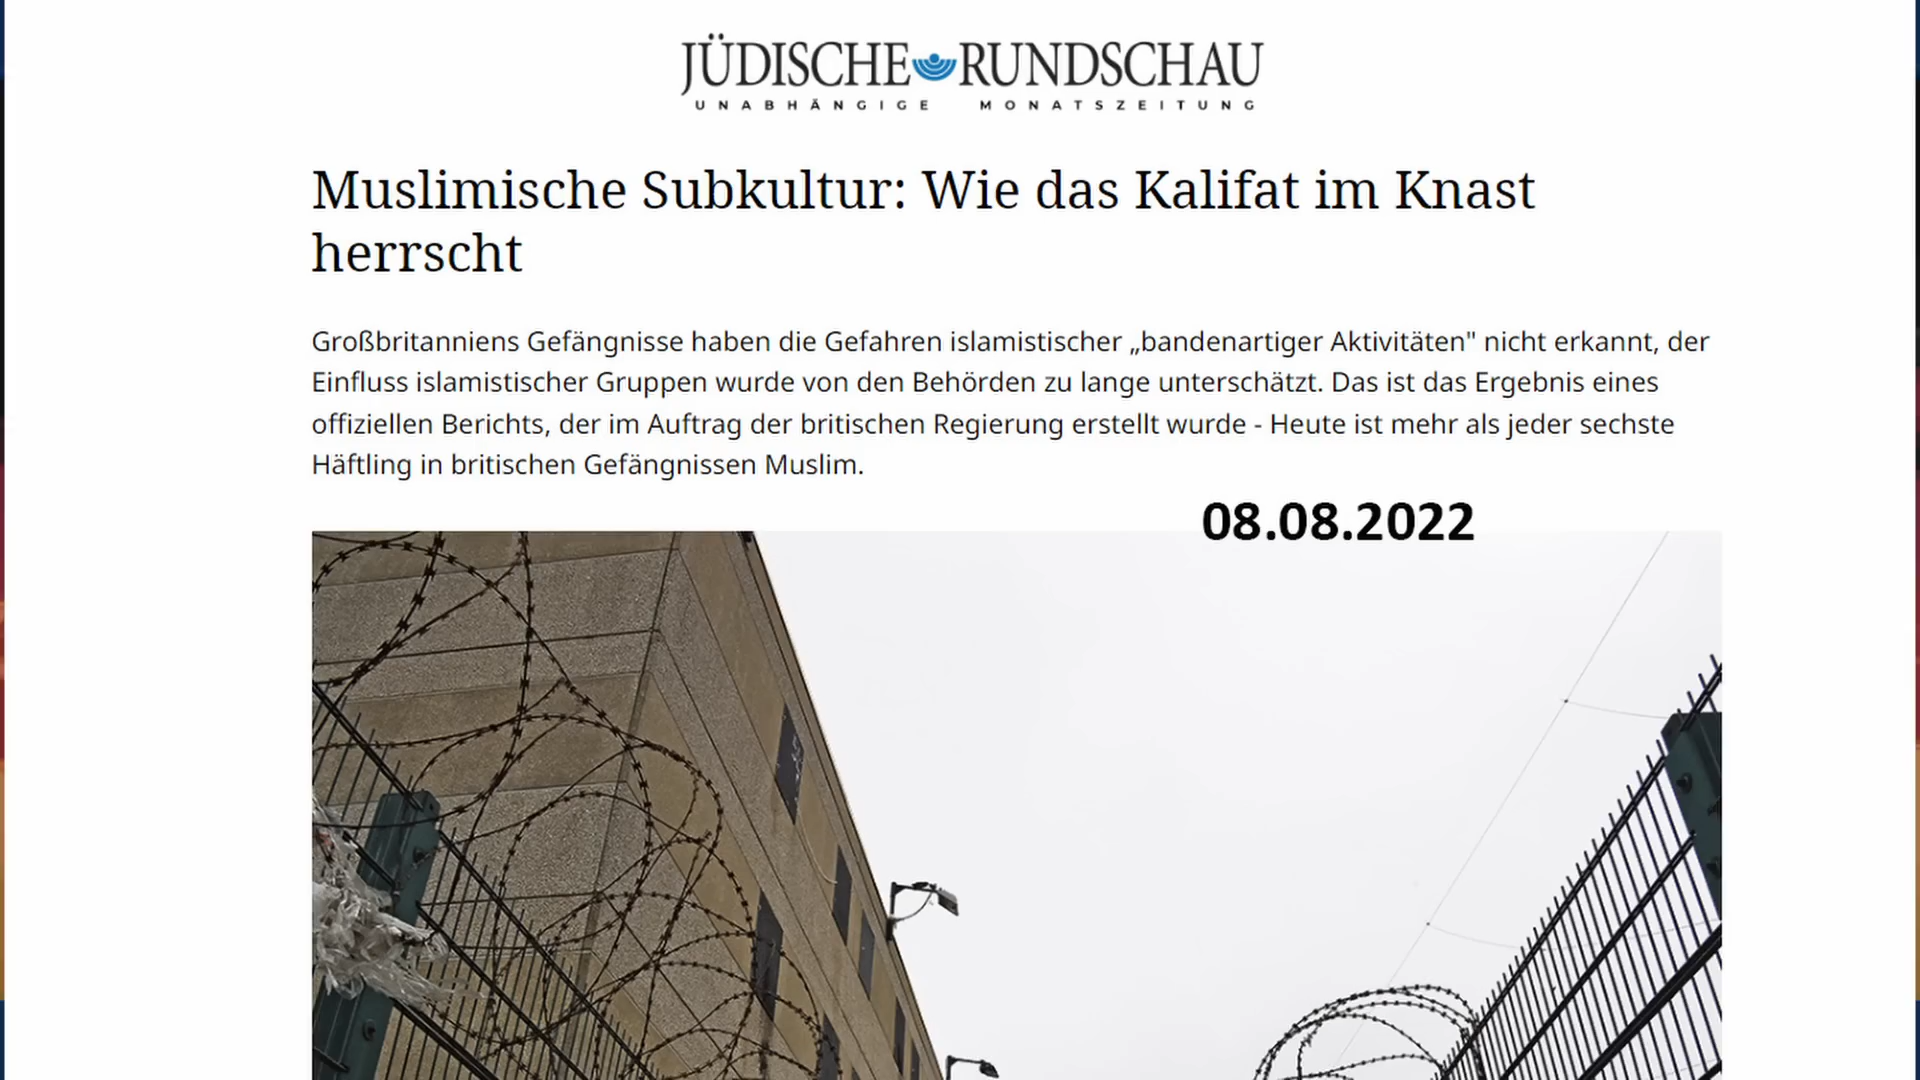 JÜDISCHE RUNDSCHAU
UNABHÄNGIGE MONATSZEITUNG
Muslimische Subkultur: Wie das Kalifat im Knast
herrscht
Großbritanniens Gefängnisse haben die Gefahren islamistischer „bandenartiger Aktivitäten" nicht erkannt, der
Einfluss islamistischer Gruppen wurde von den Behörden zu lange unterschätzt. Das ist das Ergebnis eines
offiziellen Berichts, der im Auftrag der britischen Regierung erstellt wurde - Heute ist mehr als jeder sechste
Häftling in britischen Gefängnissen Muslim.
08.08.2022